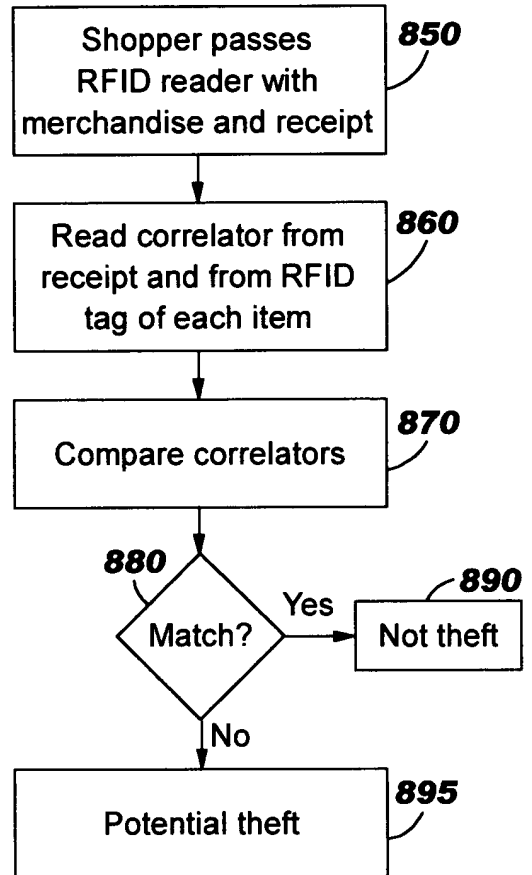 Shopper passes
RFID reader with
merchandise and receipt
850
Read correlator from
receipt and from RFID
tag of each item
860
Compare correlators
870
880
Match?
Yes
890
Not theft
No
Potential theft
895